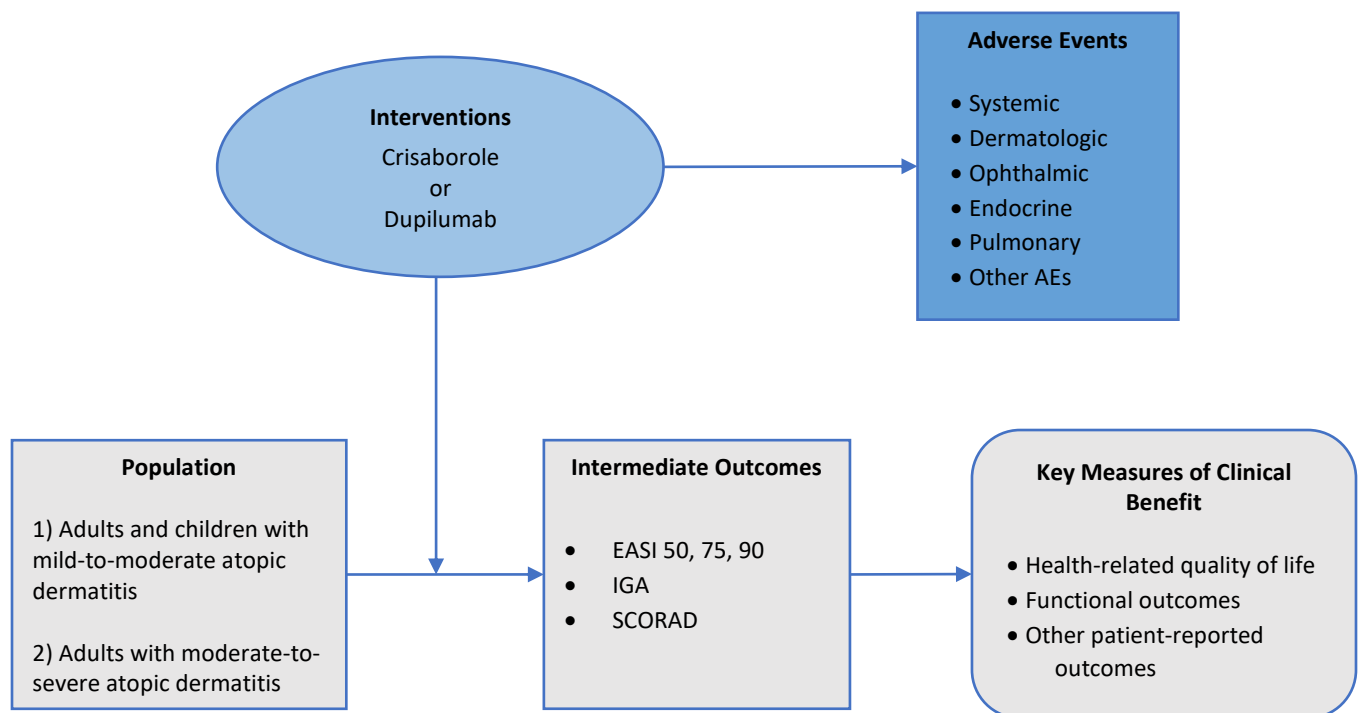 Interventions
Crisaborole
or
Dupilumab
Adverse Events
• Systemic
• Dermatologic
• Ophthalmic
• Endocrine
• Pulmonary
• Other AEs
Population
1) Adults and children with
mild-to-moderate atopic
dermatitis
2) Adults with moderate-to-
severe atopic dermatitis
Intermediate Outcomes
• EASI 50, 75, 90
• IGA
• SCORAD
Key Measures of Clinical
Benefit
• Health-related quality of life
• Functional outcomes
• Other patient-reported
outcomes